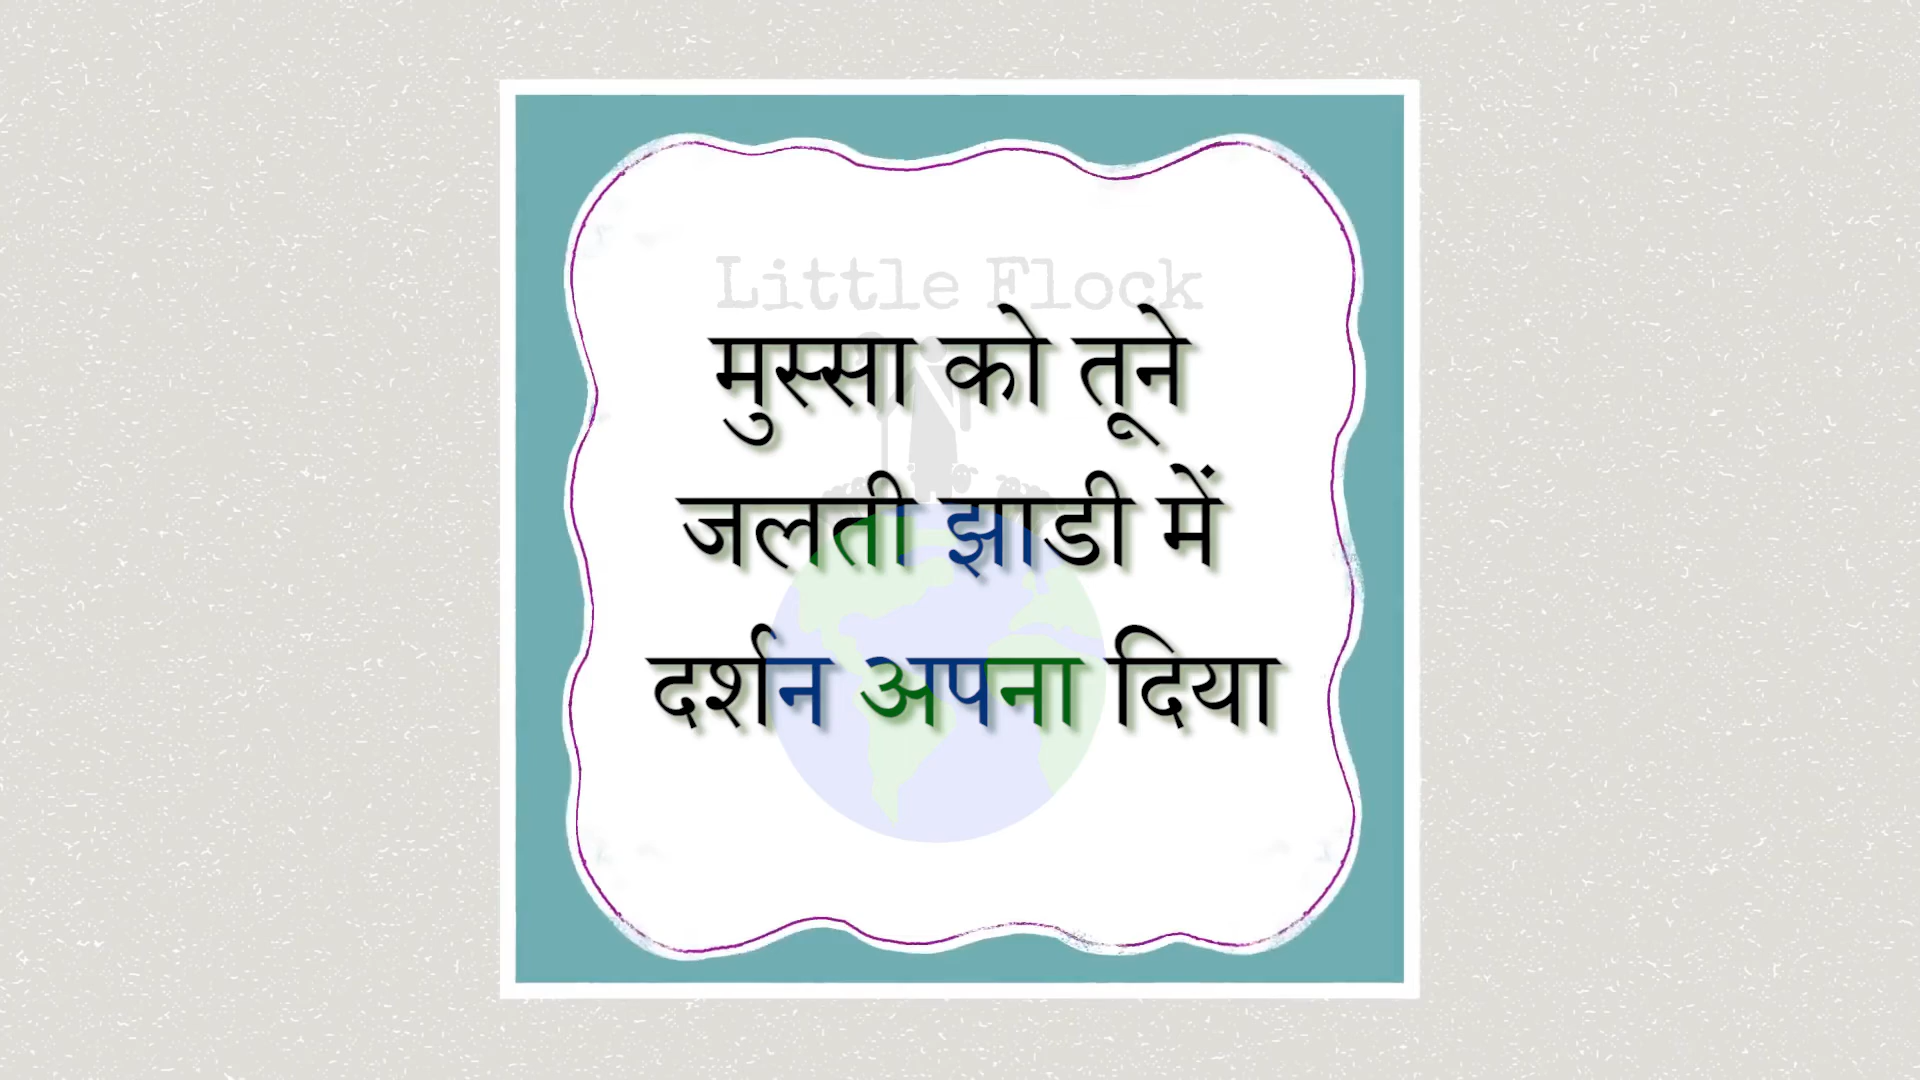 Little Flock
मुस्सा को तूने
जलती झाडी में
दर्शन अपना दिया